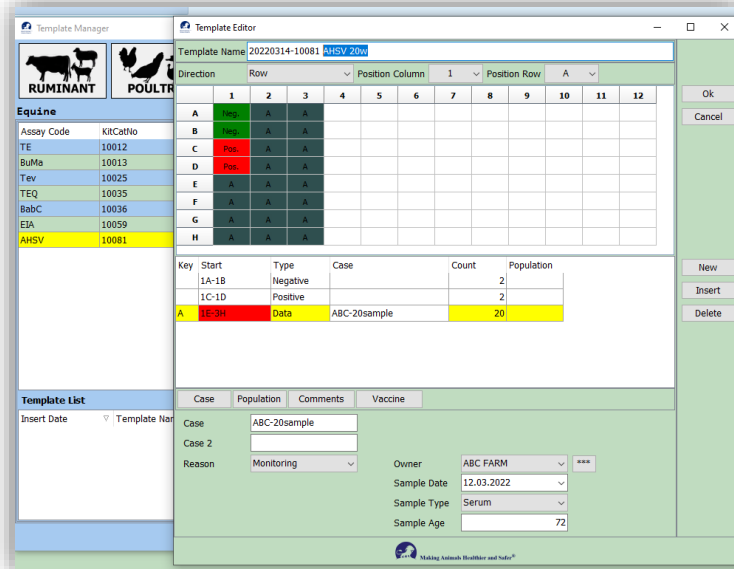 Template Manager
RUMINANT
POULTR
Equine
Assay Code KitCatNo
TE 10012
BuMa 10013
Tev 10025
TEQ 10035
BabC 10036
EIA 10059
AHSV 10081
Template List
Insert Date Template Nar
Template Editor
Template Name 20220314-10081 AHSV 20w
Direction Row Position Column 1 Position Row A
1 2 3 4 5 6 7 8 9 10 11 12
A Neg. A A
B Neg. A A
C Pos. A A
D Pos. A A
E A A A
F A A A
G A A A
H A A A
Key Start Type Case Count Population
1A-1B Negative 2
1C-1D Positive 2
A 1E-3H Data ABC-20sample 20
Case Population Comments Vaccine
Case ABC-20sample
Case 2
Reason Monitoring
Owner ABC FARM ***
Sample Date 12.03.2022
Sample Type Serum
Sample Age 72
Ok
Cancel
New
Insert
Delete
Making Animals Healthier and Safer®